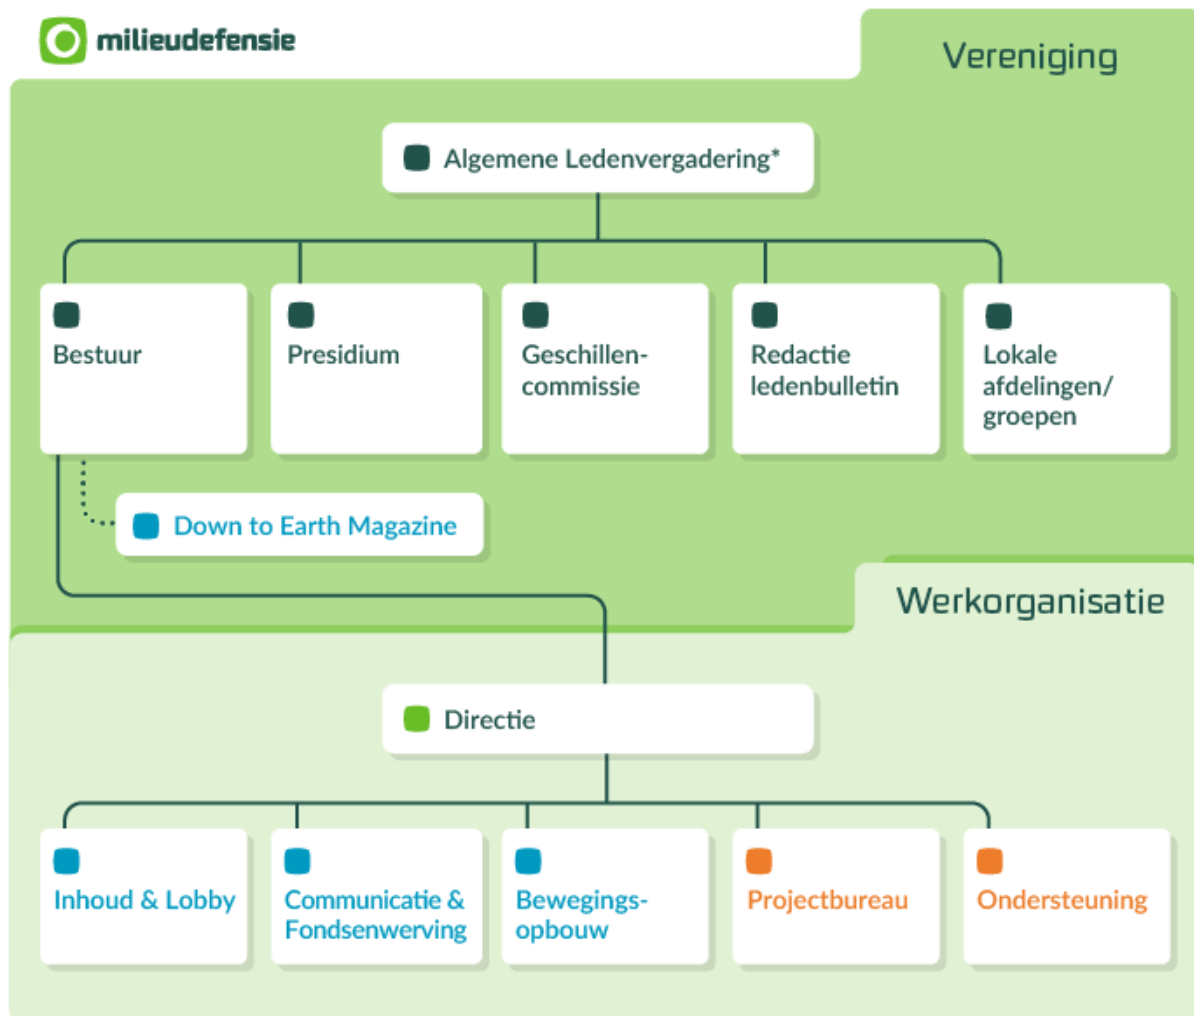 milieudefensie
Vereniging
Algemene Ledenvergadering*
Bestuur
Presidium
Geschillen-
commissie
Redactie
ledenbulletin
Lokale
afdelingen/
groepen
Down to Earth Magazine
Werkorganisatie
Directie
Inhoud & Lobby
Communicatie &
Fondsenwerving
Bewegings-
opbouw
Projectbureau
Ondersteuning